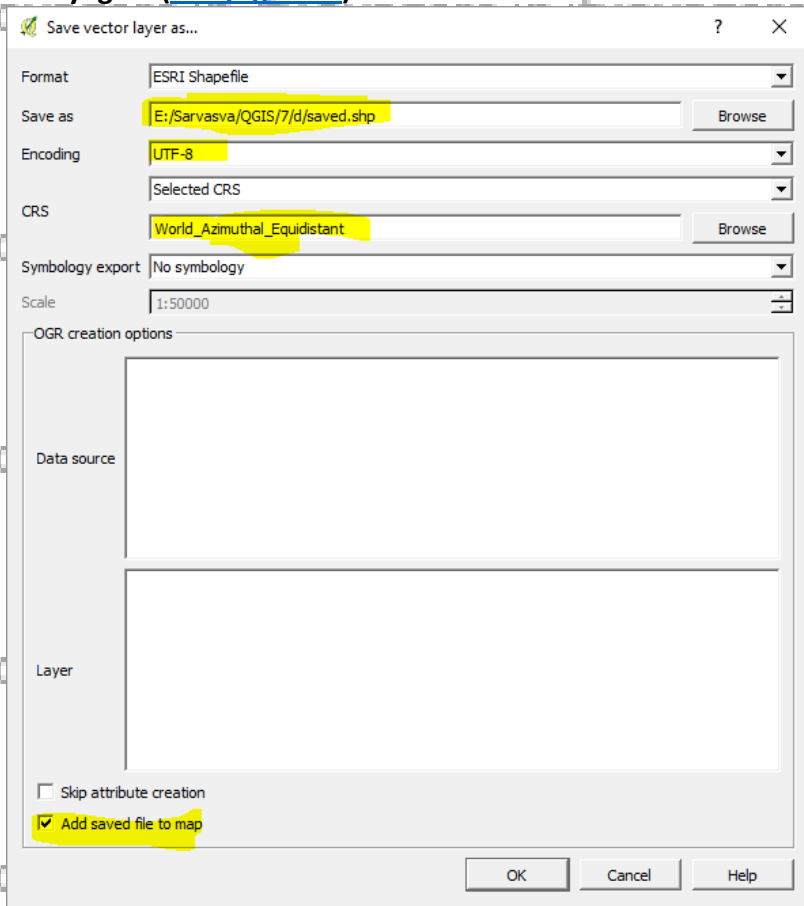 Save vector layer as...
? ×
Format ESRI Shapefile
Save as E:/Sarvasva/QGIS/7/d/saved.shp Browse
Encoding UTF-8
Selected CRS
CRS
World_Azimuthal_Equidistant Browse
Symbology export No symbology
Scale 1:50000
OGR creation options
Data source
Layer
Skip attribute creation
Add saved file to map
OK Cancel Help